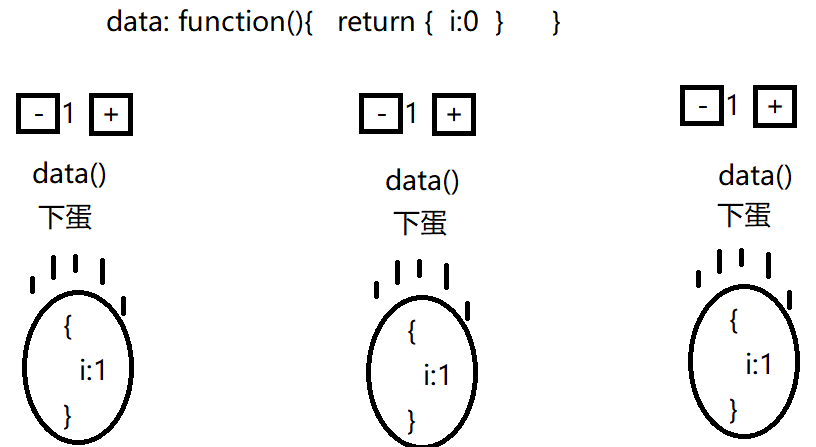 data: function(){ return { i:0 } }
- 1 + - 1 + - 1 +
data() data() data()
下蛋 下蛋 下蛋
{ { {
i:1 i:1 i:1
} } }